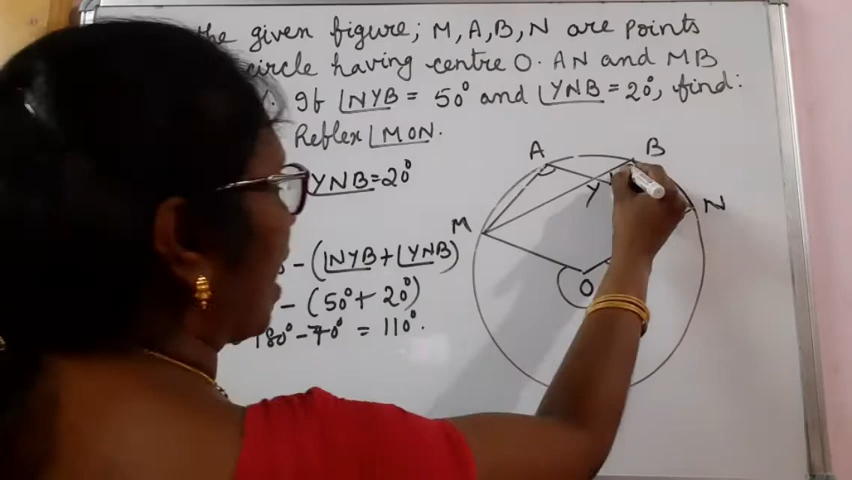 the given figure; M, A, B, N are points
circle having centre O. AN and MB
If ∠NYB = 50° and ∠YNB = 20°, find:
Reflex ∠MON.
YNB = 20°
- (∠NYB + ∠YNB)
- (50° + 20°)
180° - 70° = 110°.
A
B
Y
N
M
O